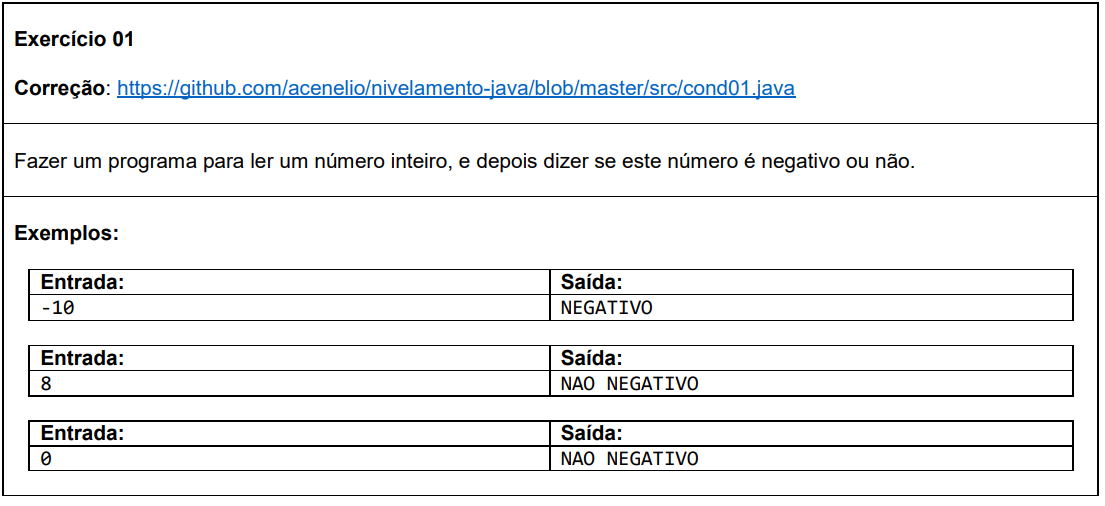 Exercício 01
Correção: https://github.com/acenelio/nivelamento-java/blob/master/src/cond01.java
Fazer um programa para ler um número inteiro, e depois dizer se este número é negativo ou não.
Exemplos:
Entrada: Saída:
-10 NEGATIVO
Entrada: Saída:
8 NAO NEGATIVO
Entrada: Saída:
0 NAO NEGATIVO